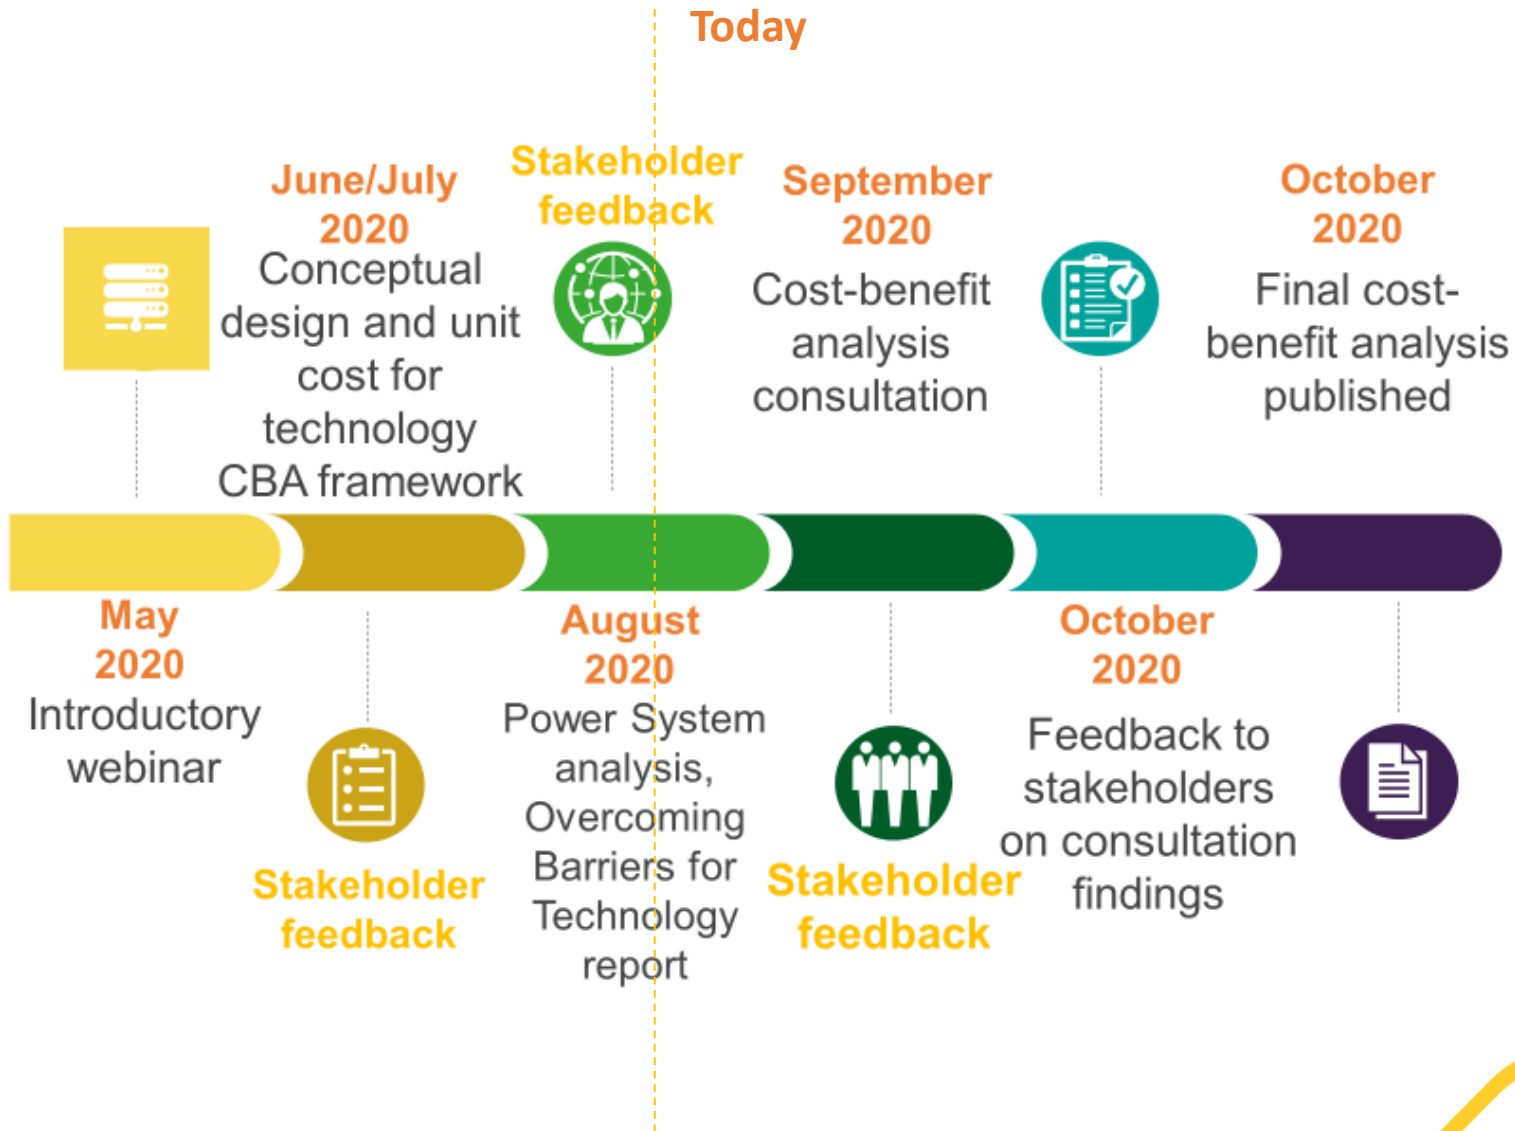 Today
May
2020
Introductory
webinar
June/July
2020
Conceptual
design and unit
cost for
technology
CBA framework
Stakeholder
feedback
Stakeholder
feedback
August
2020
Power System
analysis,
Overcoming
Barriers for
Technology
report
September
2020
Cost-benefit
analysis
consultation
Stakeholder
feedback
October
2020
Feedback to
stakeholders
on consultation
findings
October
2020
Final cost-
benefit analysis
published